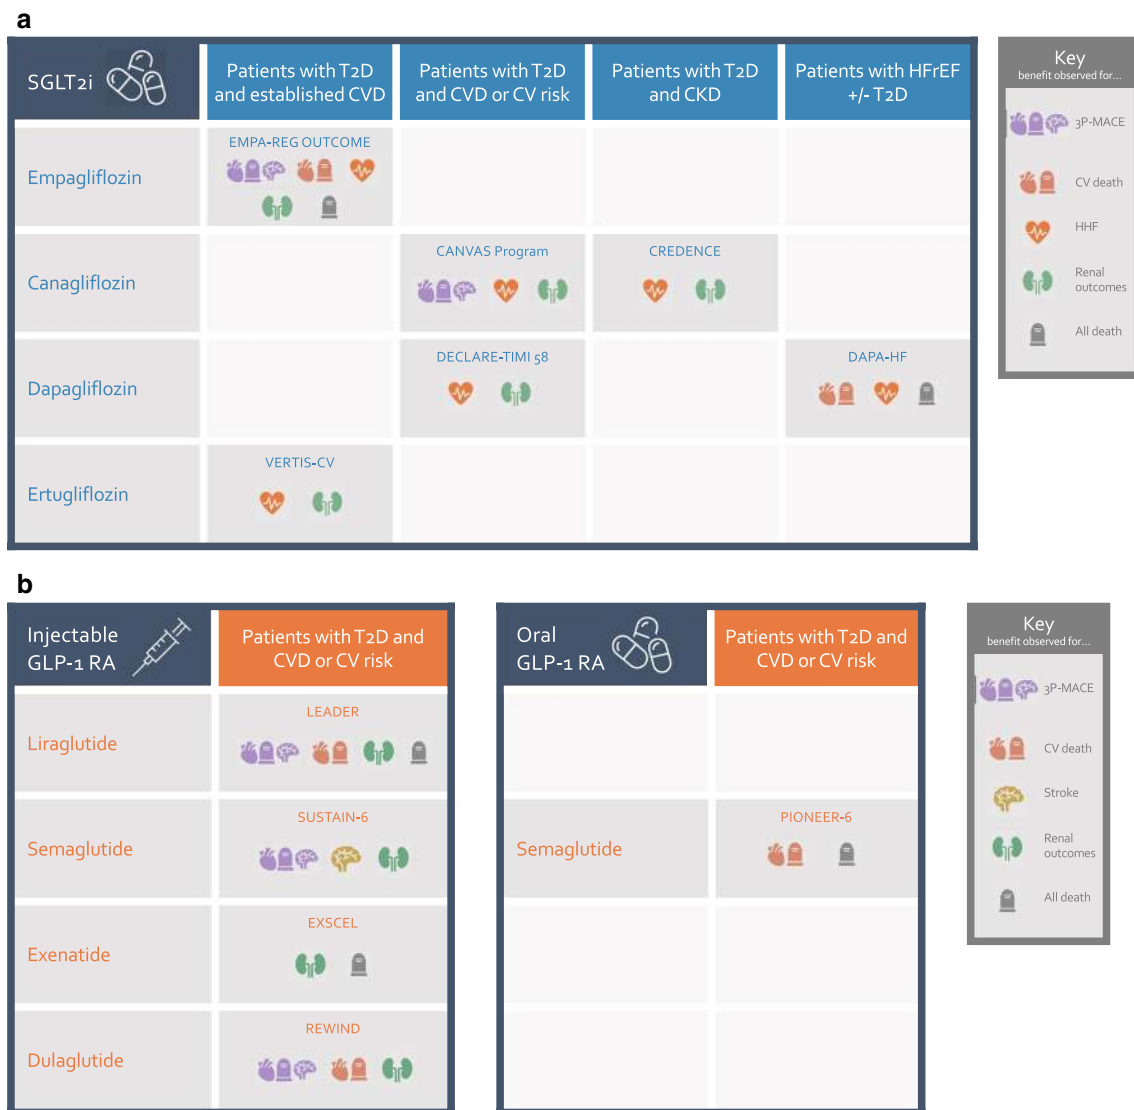 a
SGLT2i
Patients with T2D
and established CVD
Patients with T2D
and CVD or CV risk
Patients with T2D
and CKD
Patients with HFrEF
+/- T2D
Key
benefit observed for...
3P-MACE
CV death
HHF
Renal
outcomes
All death
Empagliflozin
EMPA-REG OUTCOME
Canagliflozin
CANVAS Program
CREDENCE
Dapagliflozin
DECLARE-TIMI 58
DAPA-HF
Ertugliflozin
VERTIS-CV
b
Injectable
GLP-1 RA
Patients with T2D and
CVD or CV risk
Liraglutide
LEADER
Semaglutide
SUSTAIN-6
Exenatide
EXSCEL
Dulaglutide
REWIND
Oral
GLP-1 RA
Patients with T2D and
CVD or CV risk
Semaglutide
PIONEER-6
Key
benefit observed for...
3P-MACE
CV death
Stroke
Renal
outcomes
All death